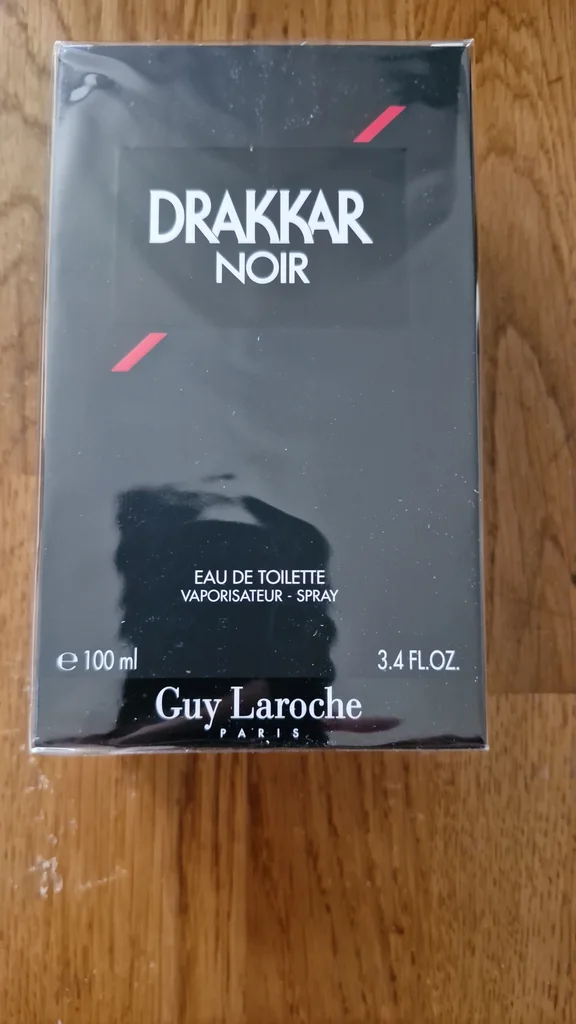 DRAKKAR
NOIR
EAU DE TOILETTE
VAPORISATEUR - SPRAY
℮ 100 ml 3.4 FL.OZ.
Guy Laroche
PARIS